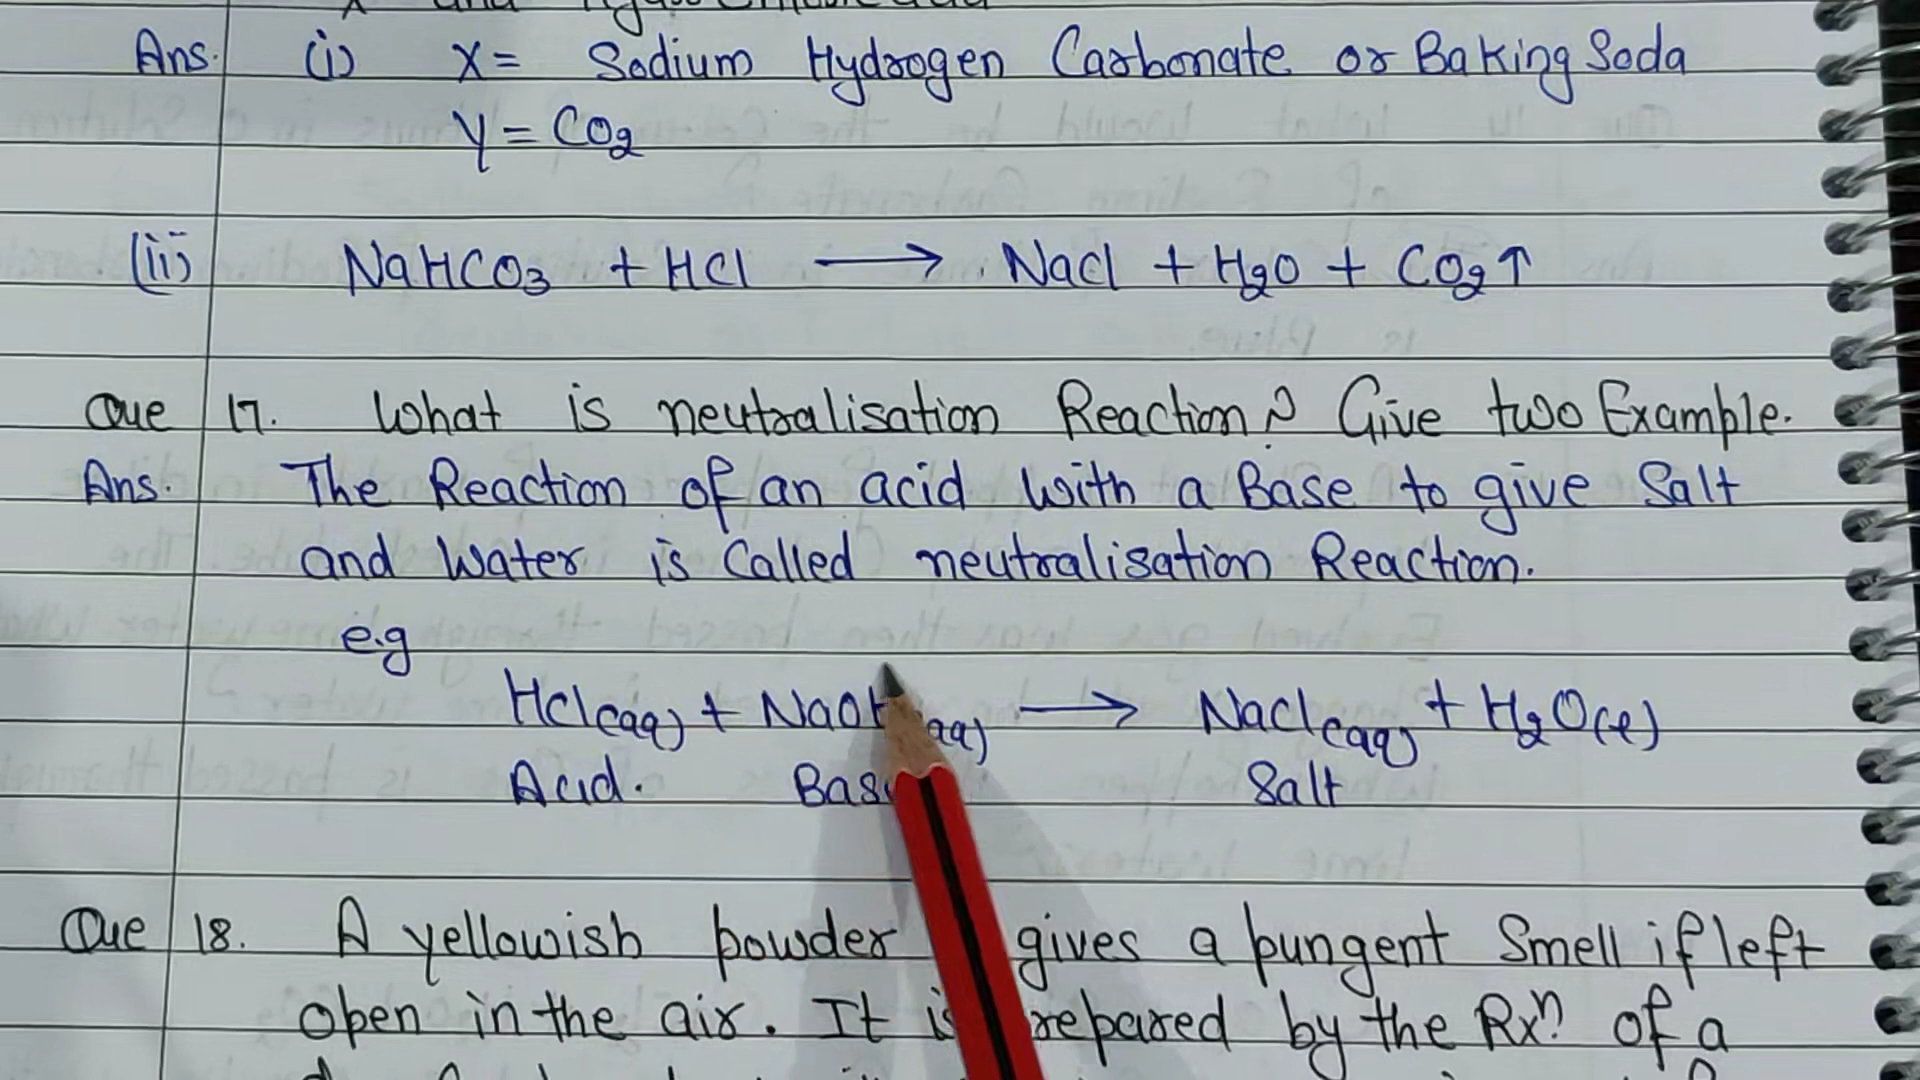 Ans. (i) X = Sodium Hydrogen Carbonate or Baking Soda
Y = CO2
(ii) NaHCO3 + HCl → NaCl + H2O + CO2↑
Que 17. What is neutralisation Reaction? Give two Example.
Ans. The Reaction of an acid with a Base to give Salt
and Water is Called neutralisation Reaction.
e.g
HCl(aq) + NaO (aq) → NaCl(aq) + H2O(l)
Acid. Bas Salt
Que 18. A yellowish powder gives a pungent Smell if left
open in the air. It is repared by the Rxn. of a